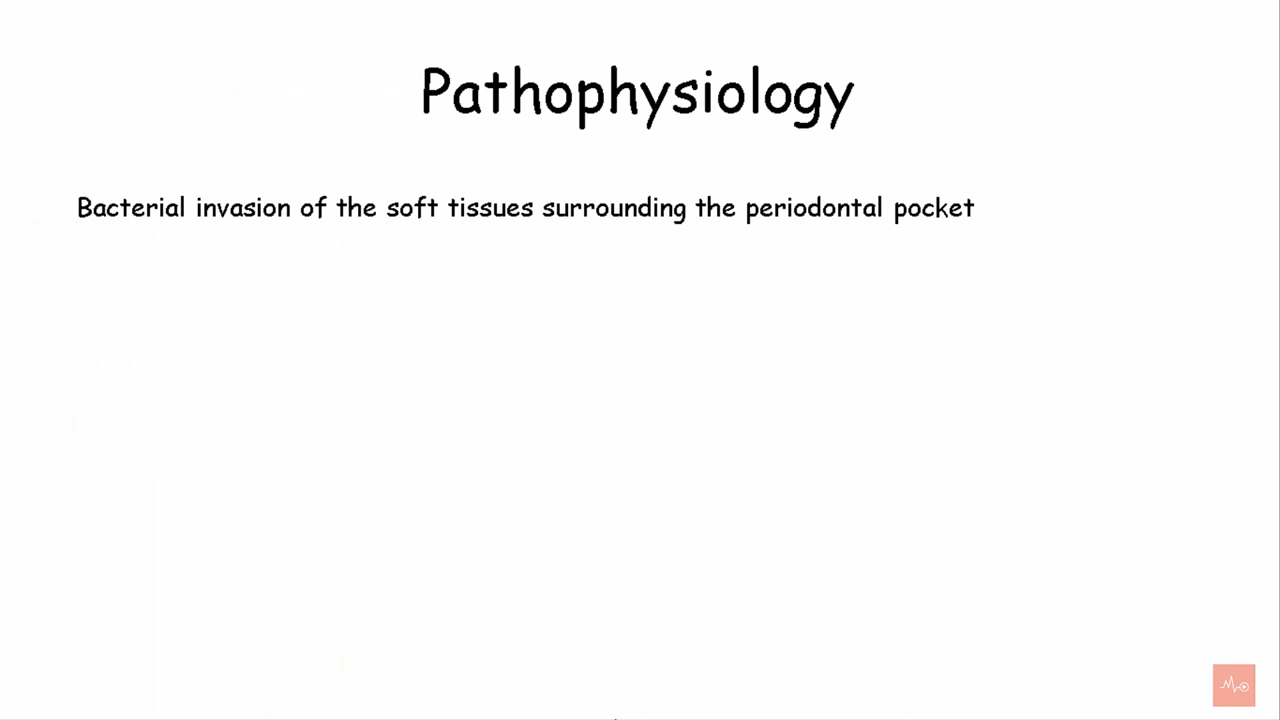 Pathophysiology
Bacterial invasion of the soft tissues surrounding the periodontal pocket